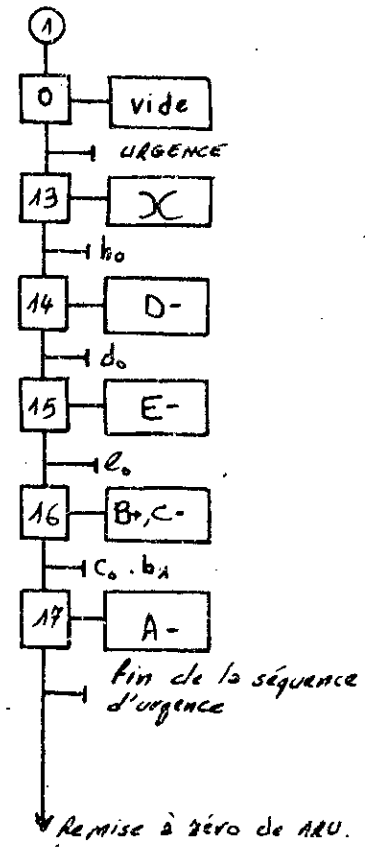 1
0 vide
URGENCE
13 ӾC
h₀
14 D-
d₀
15 E-
e₀
16 B+, C-
c₀ . b₁
17 A-
fin de la séquence
d'urgence
Remise à zéro de ARU.